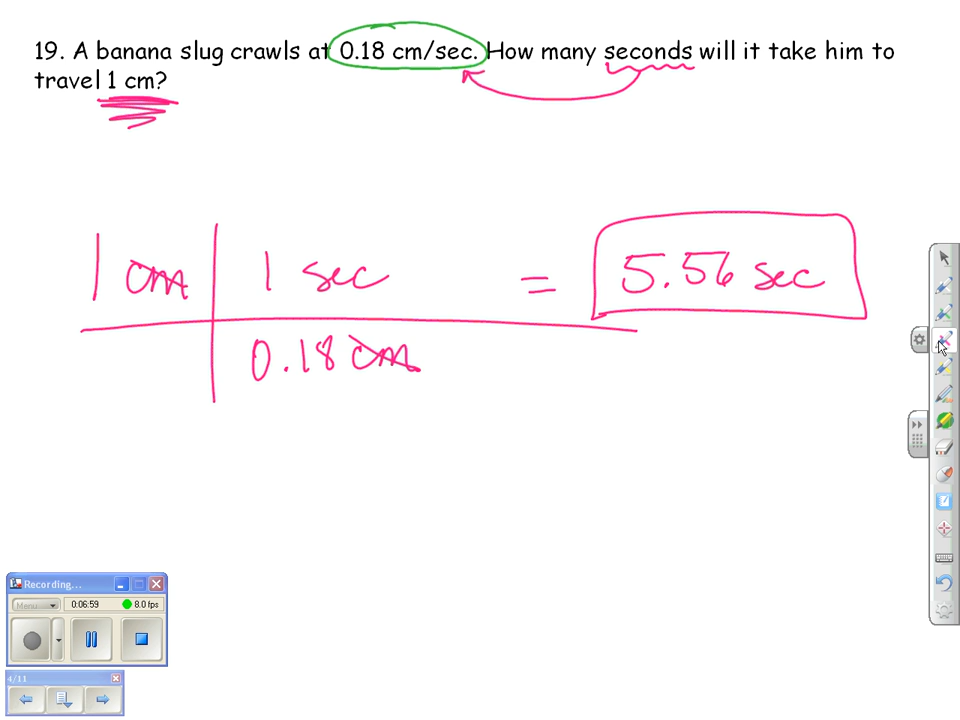 19. A banana slug crawls at 0.18 cm/sec. How many seconds will it take him to
travel 1 cm?
1 cm 1 sec = 5.56 sec
0.18 cm
Recording...
Menu 0:06:59 8.0 fps
4/11